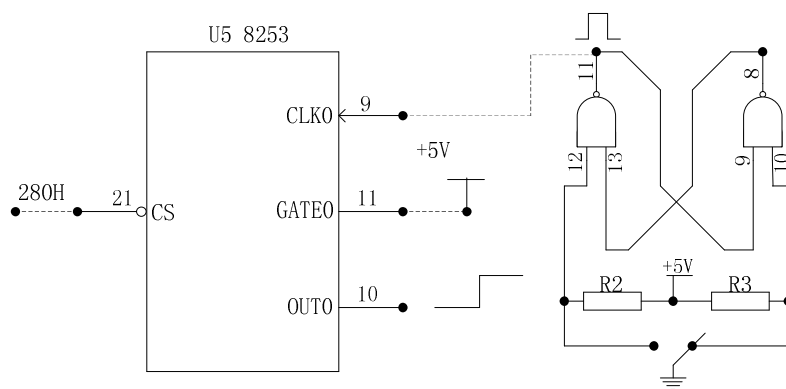 U5 8253
CLK0
9
+5V
280H
21
CS
GATE0
11
OUT0
10
11
12
13
8
9
10
+5V
R2
R3